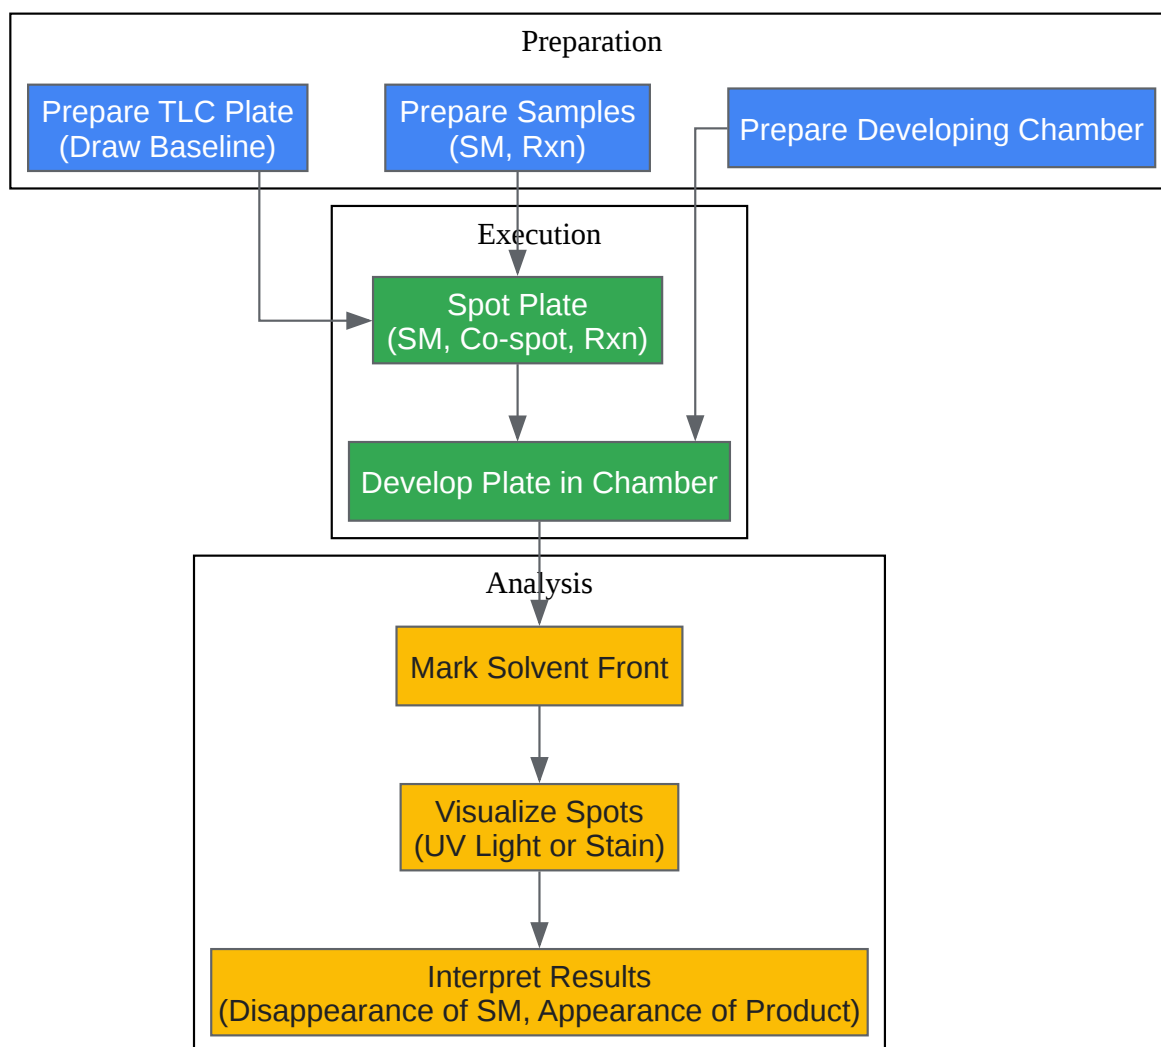 Preparation
Prepare TLC Plate
(Draw Baseline)
Prepare Samples
(SM, Rxn)
Prepare Developing Chamber
Execution
Spot Plate
(SM, Co-spot, Rxn)
Develop Plate in Chamber
Analysis
Mark Solvent Front
Visualize Spots
(UV Light or Stain)
Interpret Results
(Disappearance of SM, Appearance of Product)